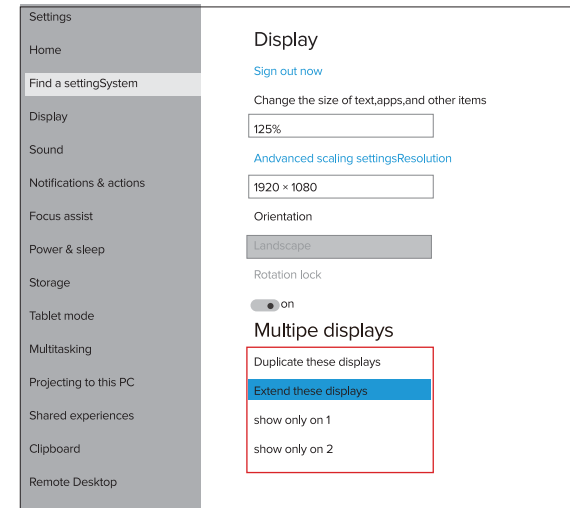 Settings
Home
Find a settingSystem
Display
Sound
Notifications & actions
Focus assist
Power & sleep
Storage
Tablet mode
Multitasking
Projecting to this PC
Shared experiences
Clipboard
Remote Desktop
Display
Sign out now
Change the size of text,apps,and other items
125%
Andvanced scaling settingsResolution
1920 × 1080
Orientation
Landscape
Rotation lock
on
Multipe displays
Duplicate these displays
Extend these displays
show only on 1
show only on 2